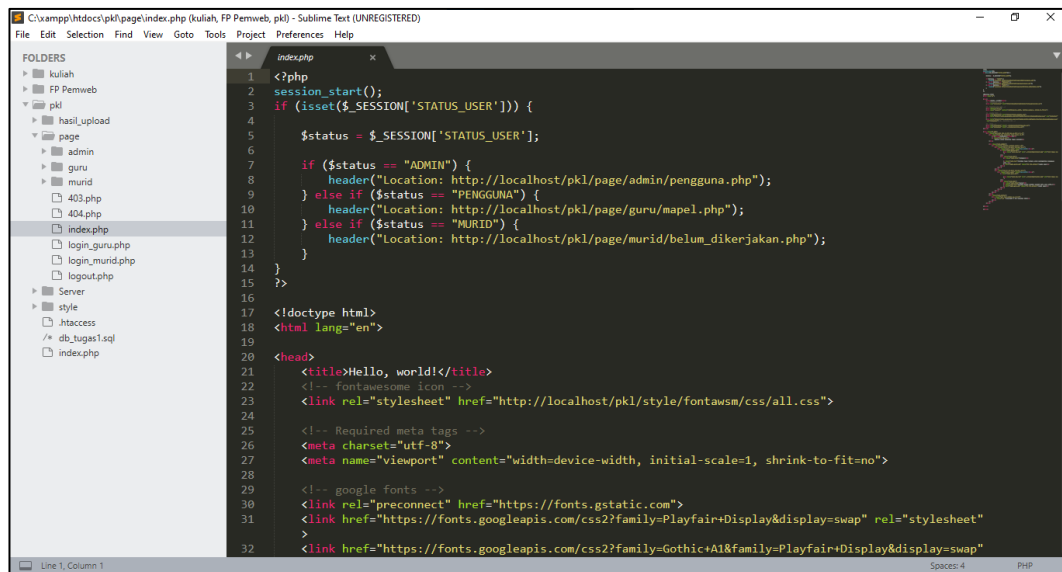 C:\xampp\htdocs\pkl\page\index.php (kuliah, FP Pemweb, pkl) - Sublime Text (UNREGISTERED)
File Edit Selection Find View Goto Tools Project Preferences Help
FOLDERS
kuliah
FP Pemweb
pkl
hasil_upload
page
admin
guru
murid
403.php
404.php
index.php
login_guru.php
login_murid.php
logout.php
Server
style
.htaccess
/* db_tugas1.sql
index.php
index.php ×
1 <?php
2 session_start();
3 if (isset($_SESSION['STATUS_USER'])) {
4
5     $status = $_SESSION['STATUS_USER'];
6
7     if ($status == "ADMIN") {
8         header("Location: http://localhost/pkl/page/admin/pengguna.php");
9     } else if ($status == "PENGGUNA") {
10         header("Location: http://localhost/pkl/page/guru/mapel.php");
11     } else if ($status == "MURID") {
12         header("Location: http://localhost/pkl/page/murid/belum_dikerjakan.php");
13     }
14 }
15 ?>
16
17 <!doctype html>
18 <html lang="en">
19
20 <head>
21     <title>Hello, world!</title>
22     <!-- fontawesome icon -->
23     <link rel="stylesheet" href="http://localhost/pkl/style/fontawsm/css/all.css">
24
25     <!-- Required meta tags -->
26     <meta charset="utf-8">
27     <meta name="viewport" content="width=device-width, initial-scale=1, shrink-to-fit=no">
28
29     <!-- google fonts -->
30     <link rel="preconnect" href="https://fonts.gstatic.com">
31     <link href="https://fonts.googleapis.com/css2?family=Playfair+Display&display=swap" rel="stylesheet"
>
32     <link href="https://fonts.googleapis.com/css2?family=Gothic+A1&family=Playfair+Display&display=swap"
Line 1, Column 1
Spaces: 4
PHP